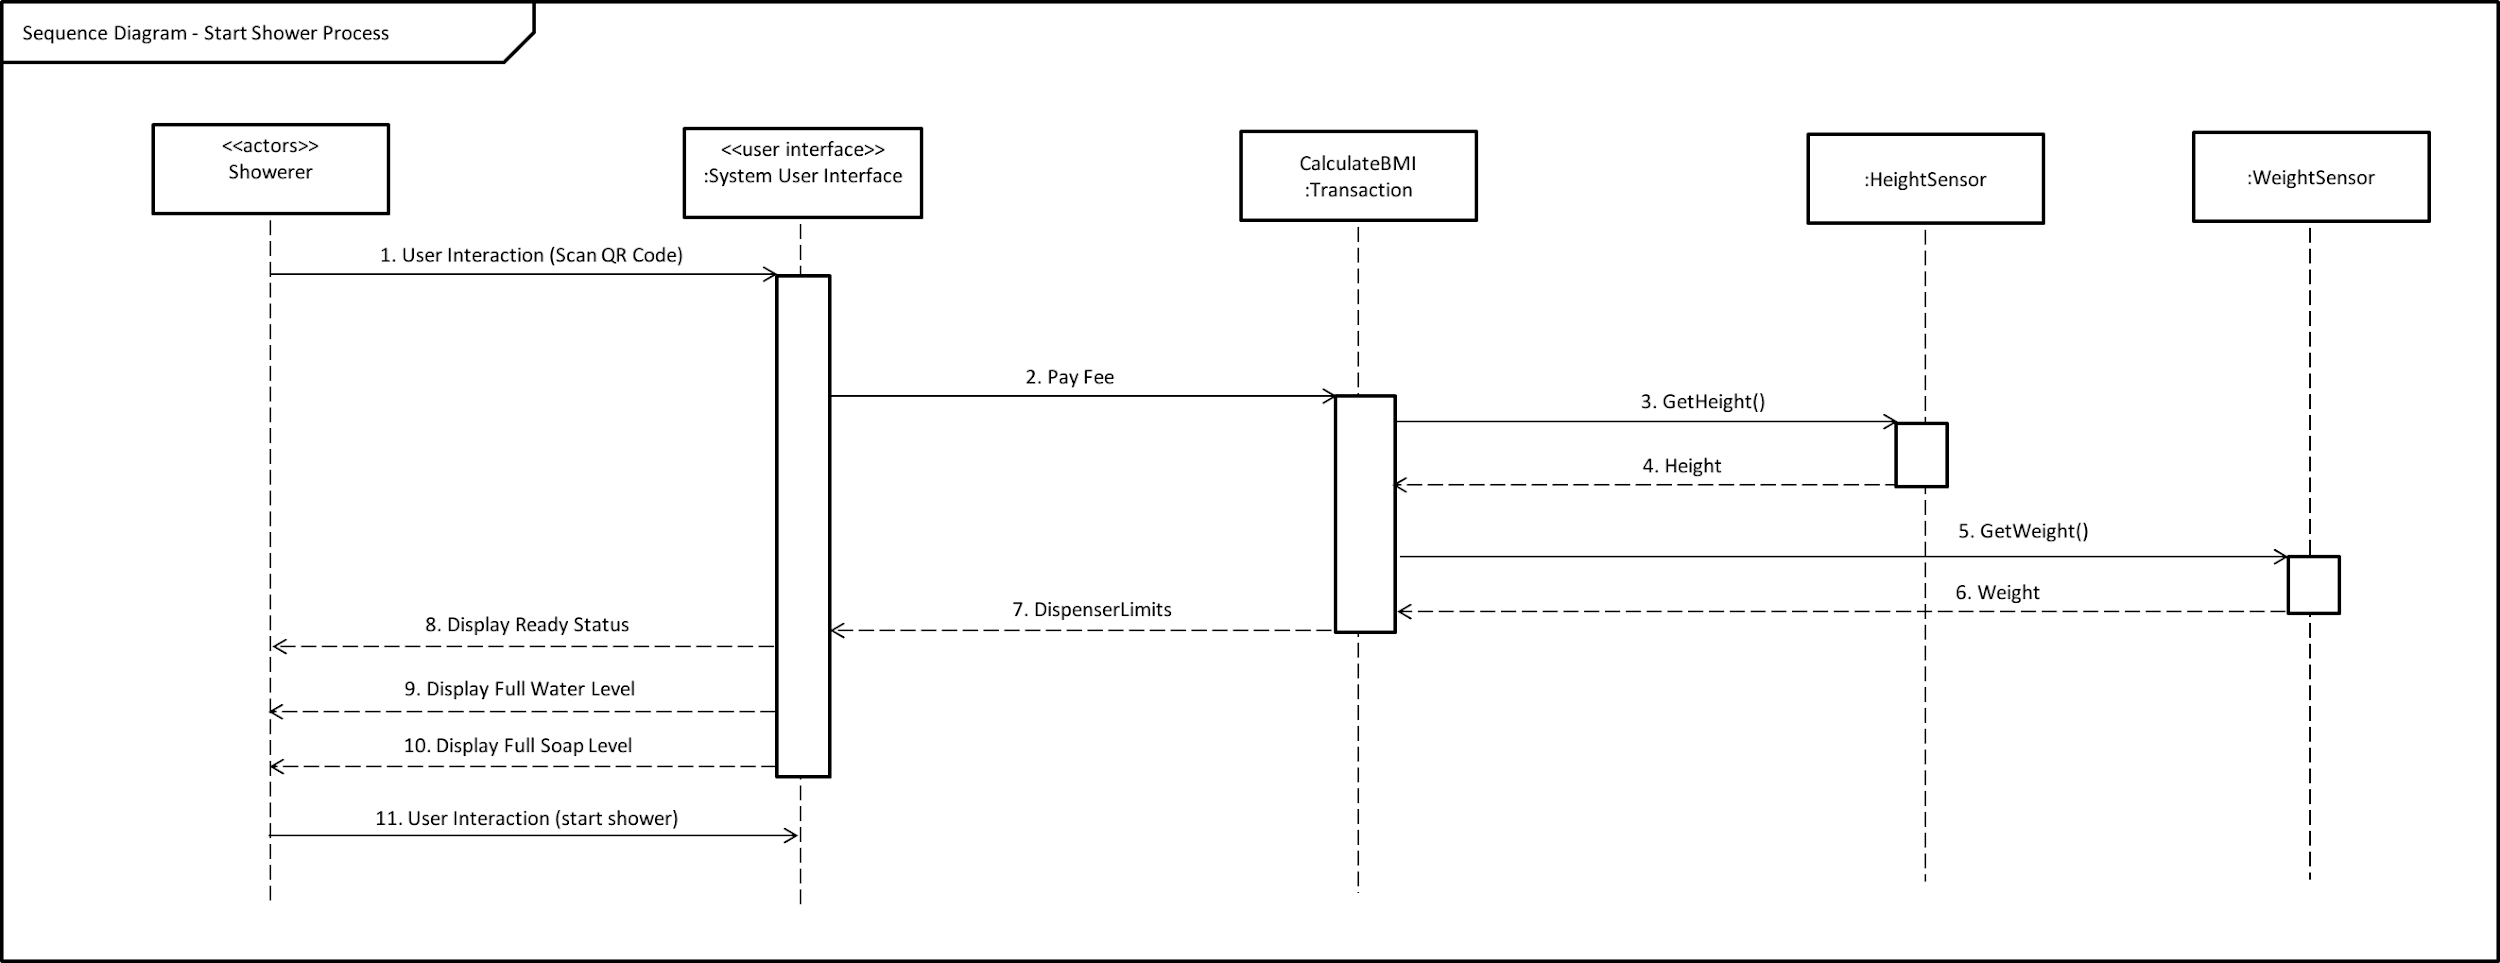 Sequence Diagram - Start Shower Process
<<actors>>
Showerer
<<user interface>>
:System User Interface
CalculateBMI
:Transaction
:HeightSensor
:WeightSensor
1. User Interaction (Scan QR Code)
2. Pay Fee
3. GetHeight()
4. Height
5. GetWeight()
6. Weight
7. DispenserLimits
8. Display Ready Status
9. Display Full Water Level
10. Display Full Soap Level
11. User Interaction (start shower)